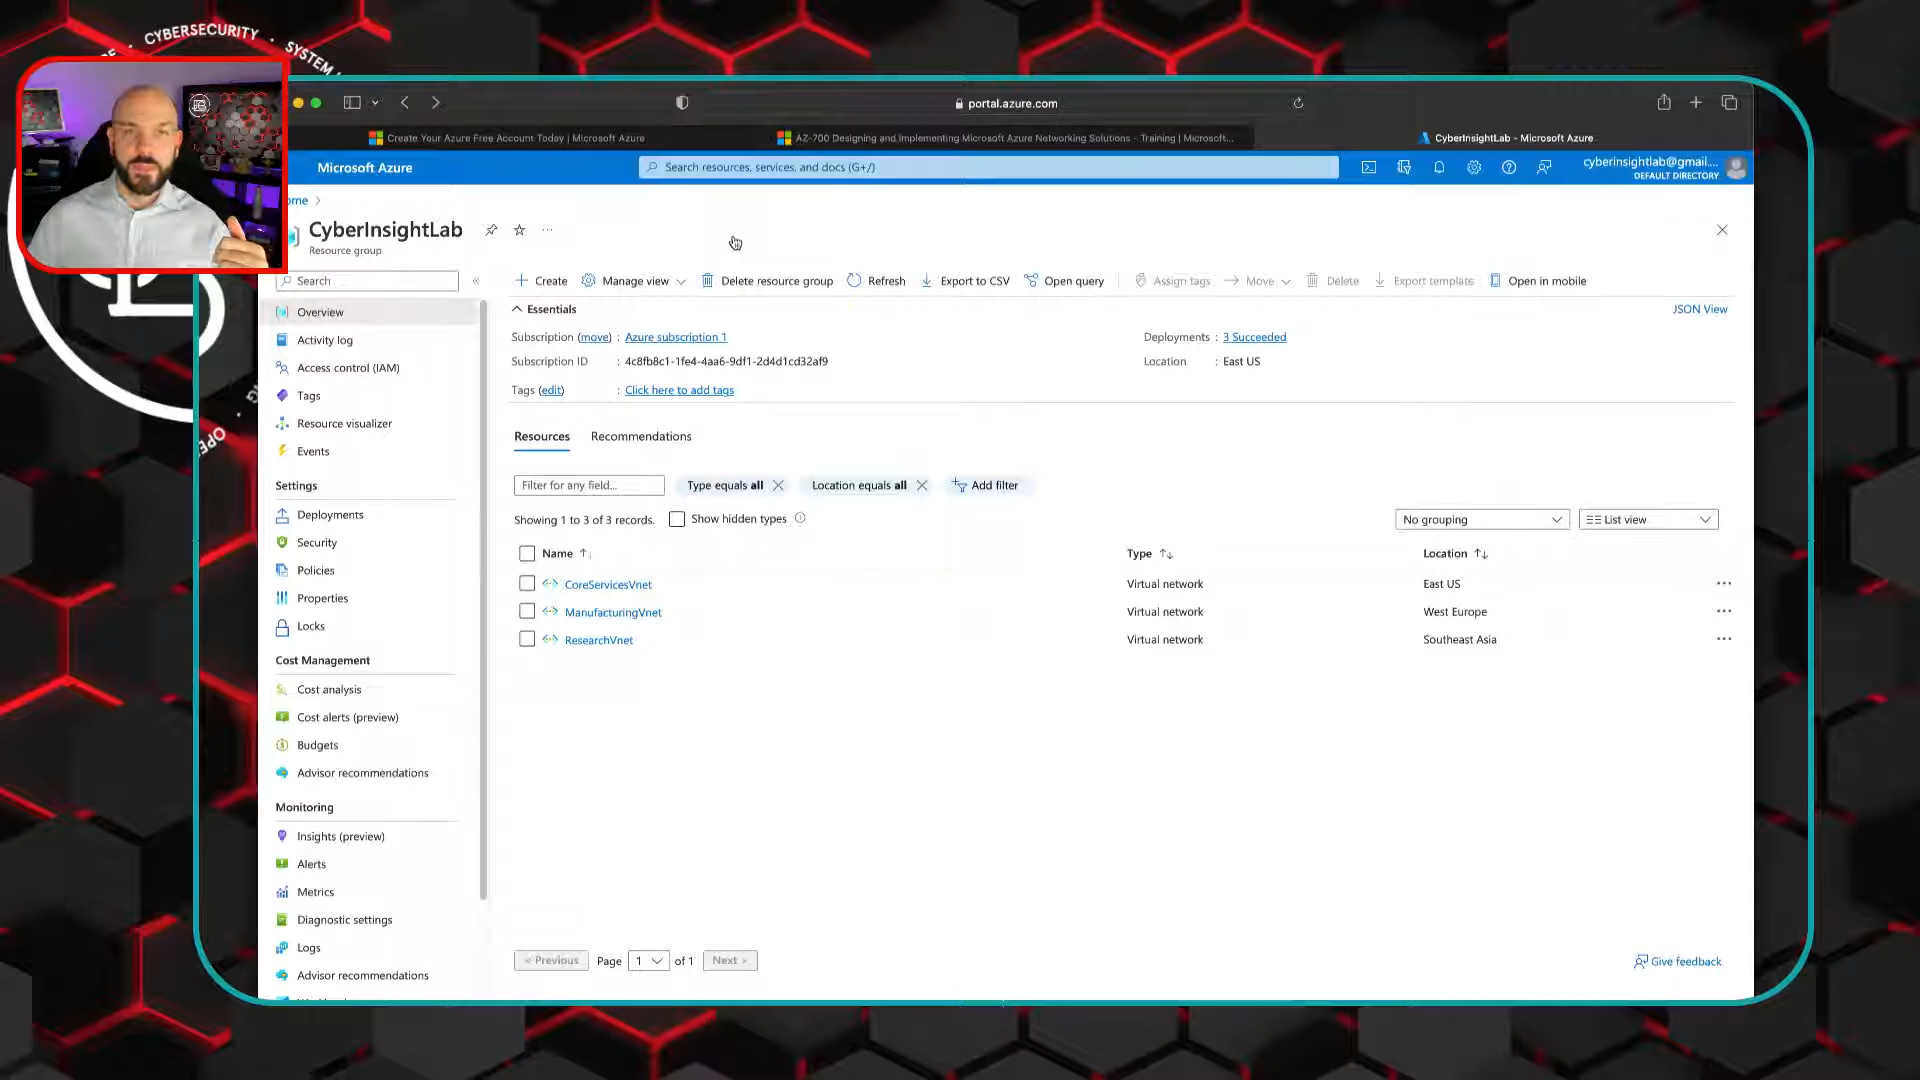 CYBERSECURITY · SYSTEM
portal.azure.com
Create Your Azure Free Account Today | Microsoft Azure
AZ-700 Designing and Implementing Microsoft Azure Networking Solutions - Training | Microsoft...
CyberInsightLab - Microsoft Azure
Microsoft Azure
Search resources, services, and docs (G+/)
cyberinsightlab@gmail....
DEFAULT DIRECTORY
ome >
CyberInsightLab
Resource group
Search
Create
Manage view
Delete resource group
Refresh
Export to CSV
Open query
Assign tags
Move
Delete
Export template
Open in mobile
Essentials
JSON View
Subscription (move) : Azure subscription 1
Deployments : 3 Succeeded
Subscription ID : 4c8fb8c1-1fe4-4aa6-9df1-2d4d1cd32af9
Location : East US
Tags (edit) : Click here to add tags
Overview
Activity log
Access control (IAM)
Tags
Resource visualizer
Events
Settings
Deployments
Security
Policies
Properties
Locks
Cost Management
Cost analysis
Cost alerts (preview)
Budgets
Advisor recommendations
Monitoring
Insights (preview)
Alerts
Metrics
Diagnostic settings
Logs
Advisor recommendations
Resources
Recommendations
Filter for any field...
Type equals all
Location equals all
Add filter
Showing 1 to 3 of 3 records.
Show hidden types
No grouping
List view
Name
Type
Location
CoreServicesVnet
Virtual network
East US
ManufacturingVnet
Virtual network
West Europe
ResearchVnet
Virtual network
Southeast Asia
< Previous
Page 1 of 1
Next >
Give feedback